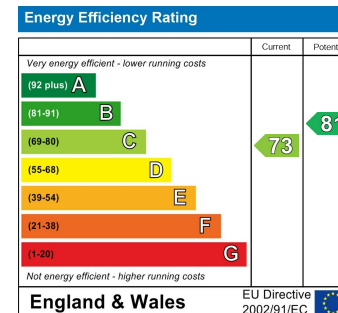 Energy Efficiency Rating
Current Potent
Very energy efficient - lower running costs
(92 plus) A
(81-91) B
81
(69-80) C
73
(55-68) D
(39-54) E
(21-38) F
(1-20) G
Not energy efficient - higher running costs
England & Wales
EU Directive
2002/91/EC